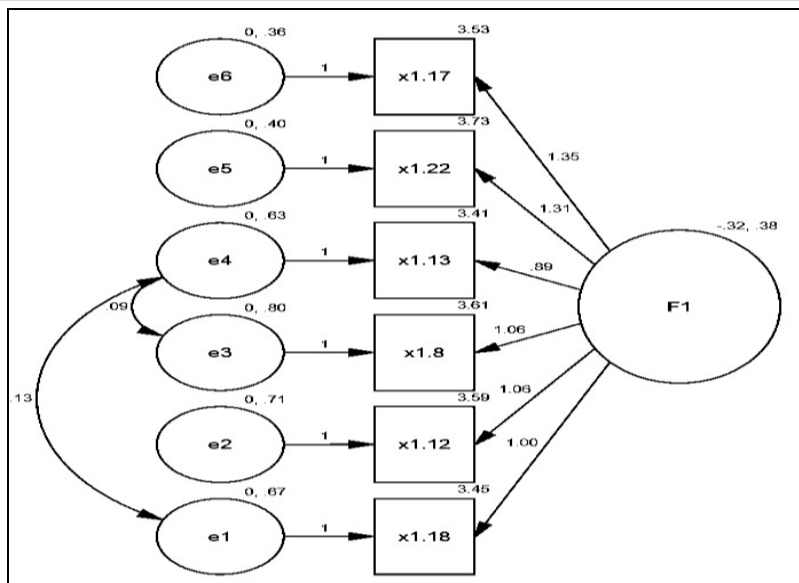 0, .36
3.53
e6
1
x1.17
1.35
0, .40
3.73
e5
1
x1.22
1.31
-.32, .38
F1
0, .63
3.41
e4
1
x1.13
.89
.09
0, .80
3.61
e3
1
x1.8
1.06
.13
0, .71
3.59
1.06
e2
1
x1.12
1.00
0, .67
3.45
e1
1
x1.18